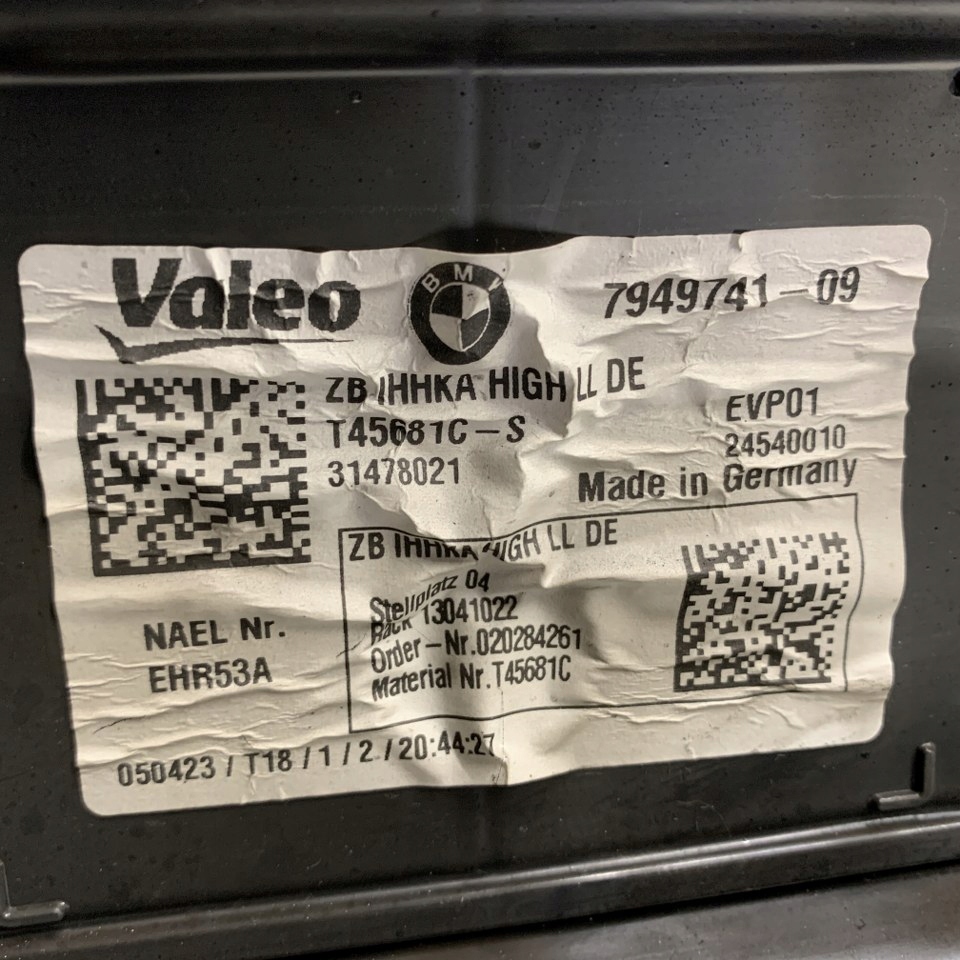 Valeo
BMW
7949741-09
ZB IHHKA HIGH LL DE
T45681C-S
31478021
EVP01
24540010
Made in Germany
ZB IHHKA HIGH LL DE
Stellplatz 04
Rack 13041022
Order-Nr.020284261
Material Nr.T45681C
NAEL Nr.
EHR53A
050423 / T18 / 1 / 2 / 20:44:27